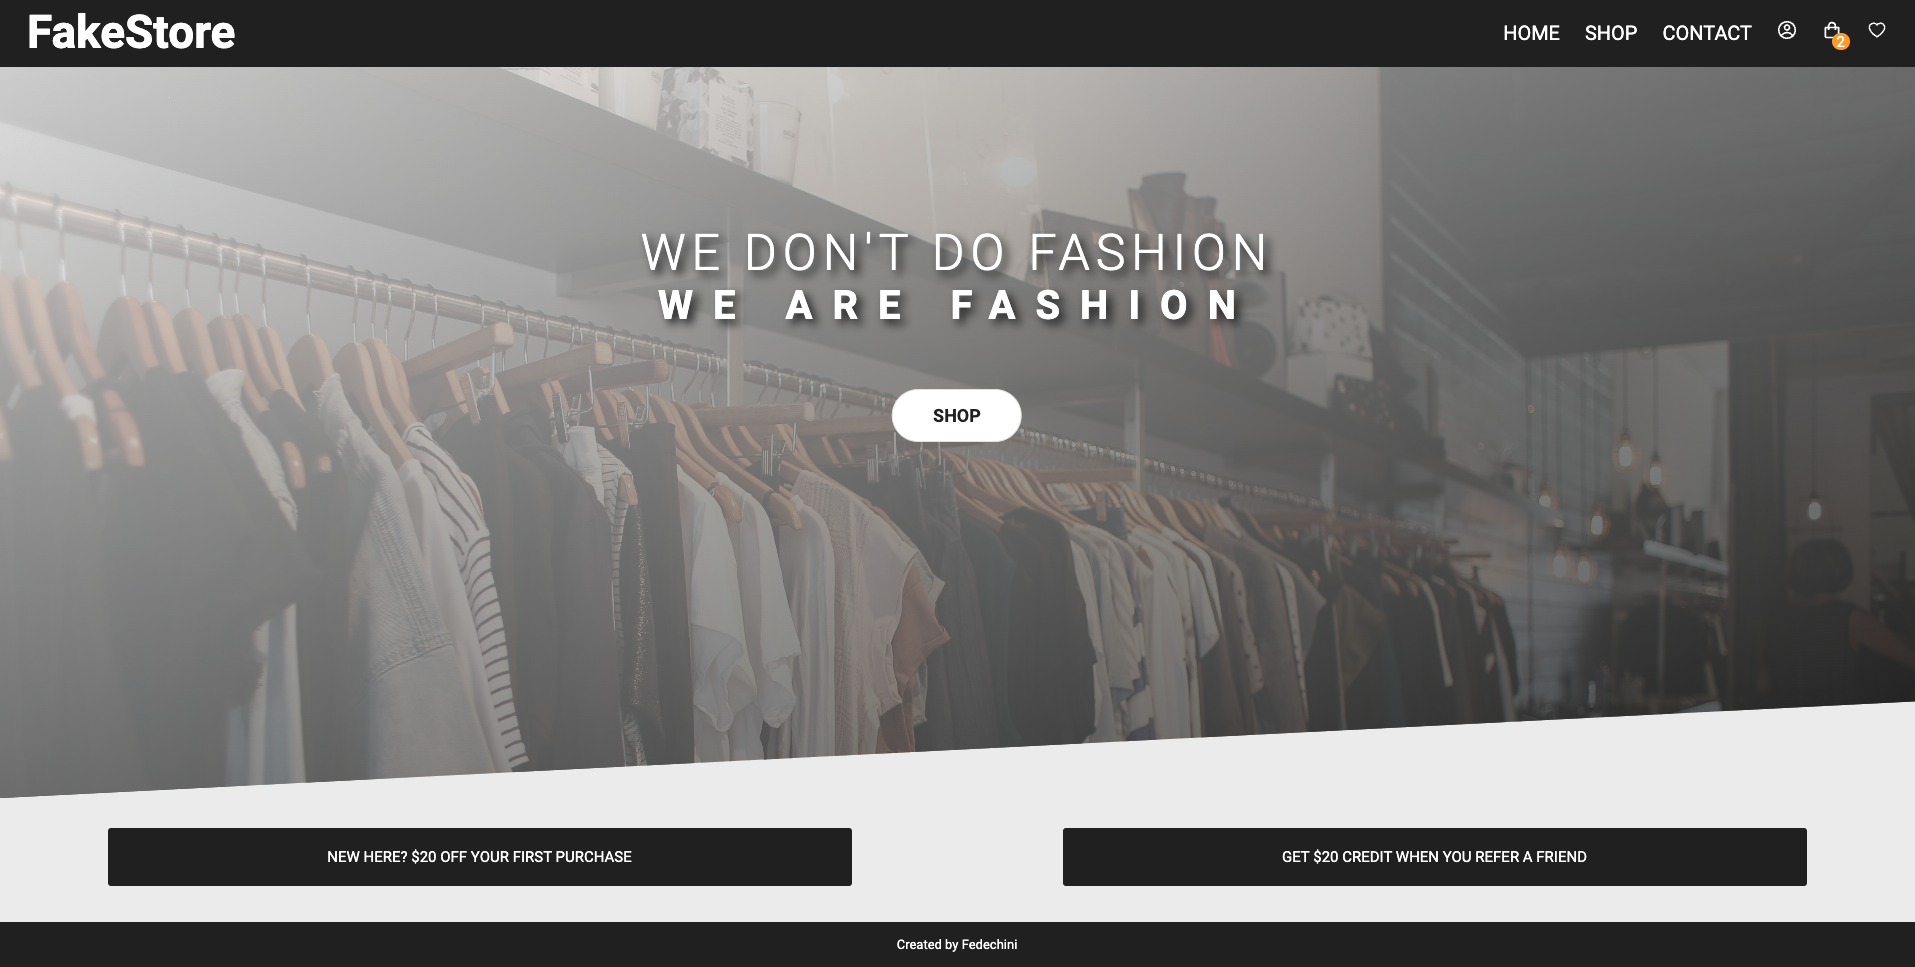 FakeStore
HOME SHOP CONTACT
2
WE DON'T DO FASHION
WE ARE FASHION
SHOP
NEW HERE? $20 OFF YOUR FIRST PURCHASE
GET $20 CREDIT WHEN YOU REFER A FRIEND
Created by Fedechini